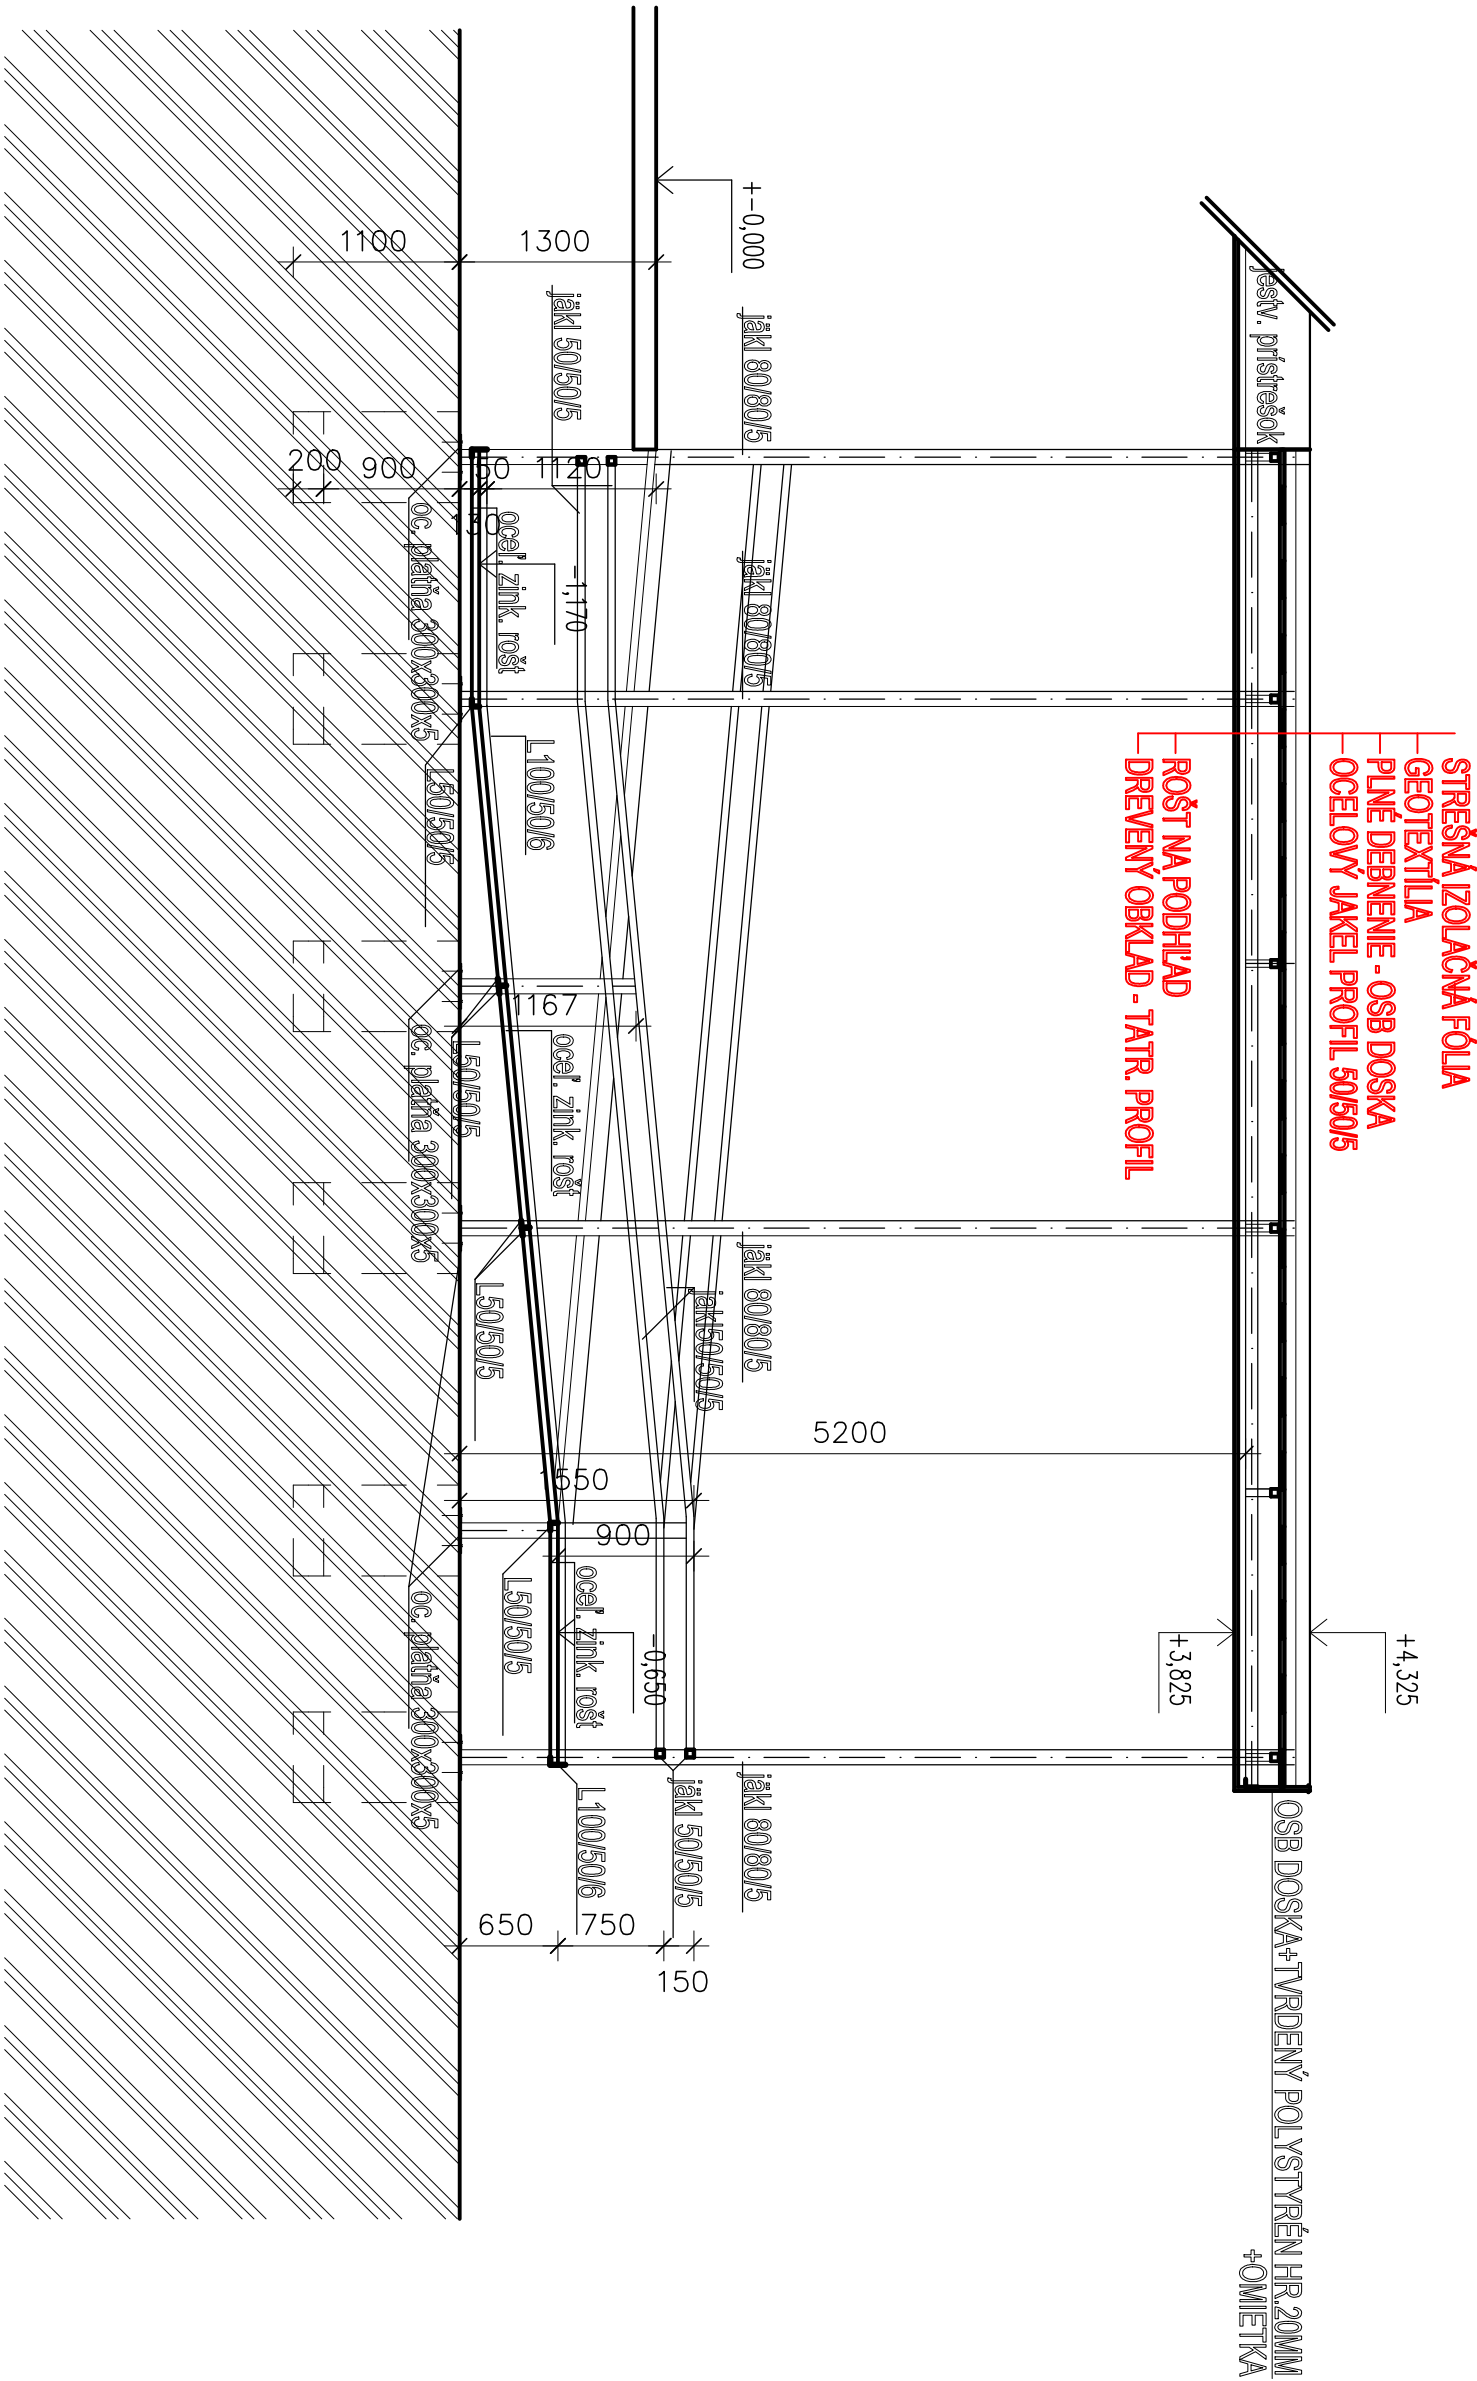 STREŠNÁ IZOLAČNÁ FÓLIA
GEOTEXTÍLIA
PLNÉ DEBNENIE - OSB DOSKA
OCELOVÝ JAKEL PROFIL 50/50/5
ROŠT NA PODHĽAD
DREVENÝ OBKLAD - TATR. PROFIL
jestv. prístrešok
+4,325
+3,825
OSB DOSKA+TVRDENÝ POLYSTYRÉN HR.20MM
+OMIETKA
+-0,000
jäkl 80/80/5
jäkl 80/80/5
jäkl 80/80/5
jäkl 80/80/5
5200
jäkl 50/50/5
jäkl 50/50/5
jäkl 50/50/5
1300
1100
1120
50
130
900
200
-1,170
oceľ. zink. rošt
L100/50/6
L50/50/5
oc. platňa 300x300x5
1167
oceľ. zink. rošt
L50/50/5
oc. platňa 300x300x5
L50/50/5
1550
900
-0,650
oceľ. zink. rošt
L50/50/5
oc. platňa 300x300x5
L100/50/6
650
750
150